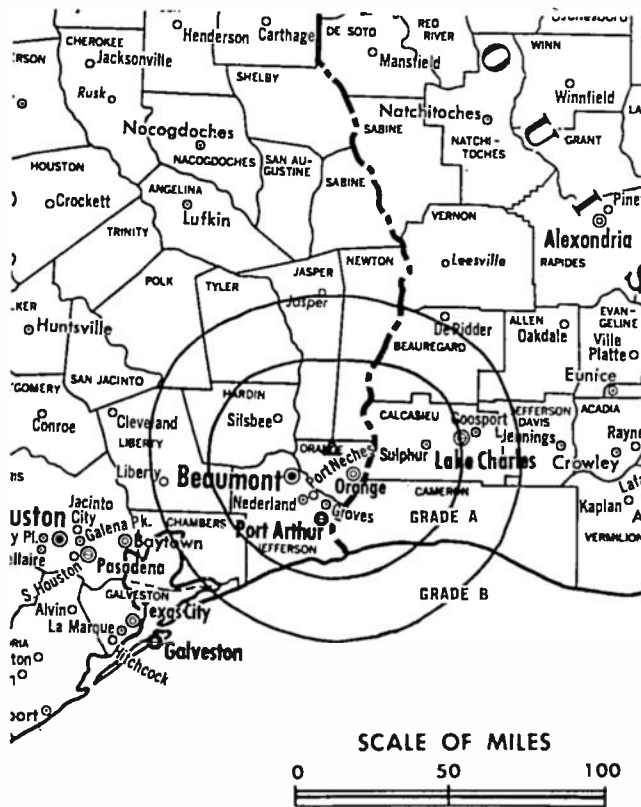 DE SOTO
RED
RIVER
WINN
CHEROKEE
Henderson
Carthage
Jacksonville
Mansfield
O
Rusk
SHELBY
Winnfield
Natchitoches
SABINE
Nocogdoches
NACOGDOCHES
SAN AU-
GUSTINE
NATCHI-
TOCHES
U
GRANT
HOUSTON
ANGELINA
SABINE
Crockett
Lufkin
VERNON
I
TRINITY
Alexandria
NEWTON
Leesville
RAPIDES
JASPER
POLK
TYLER
Jasper
Huntsville
DeRidder
ALLEN
Oakdale
EVAN-
GELINE
Ville
Platte
BEAUREGARD
SAN JACINTO
Eunice
HARDIN
Conroe
Cleveland
LIBERTY
Silsbee
CALCASIEU
Goosport
JEFFERSON
DAVIS
ACADIA
Jennings
Sulphur
Lake Charles
Crowley
ORANGE
Port Neches
Liberty
Beaumont
Orange
CAMERON
Kaplan
Nederland
Groves
Jacinto
City
Galena Pk.
CHAMBERS
Port Arthur
GRADE A
VERMILION
JEFFERSON
Baytown
Pasadena
S. Houston
GALVESTON
GRADE B
Alvin
Texas City
La Marque
Hitchcock
Galveston
SCALE OF MILES
0 50 100